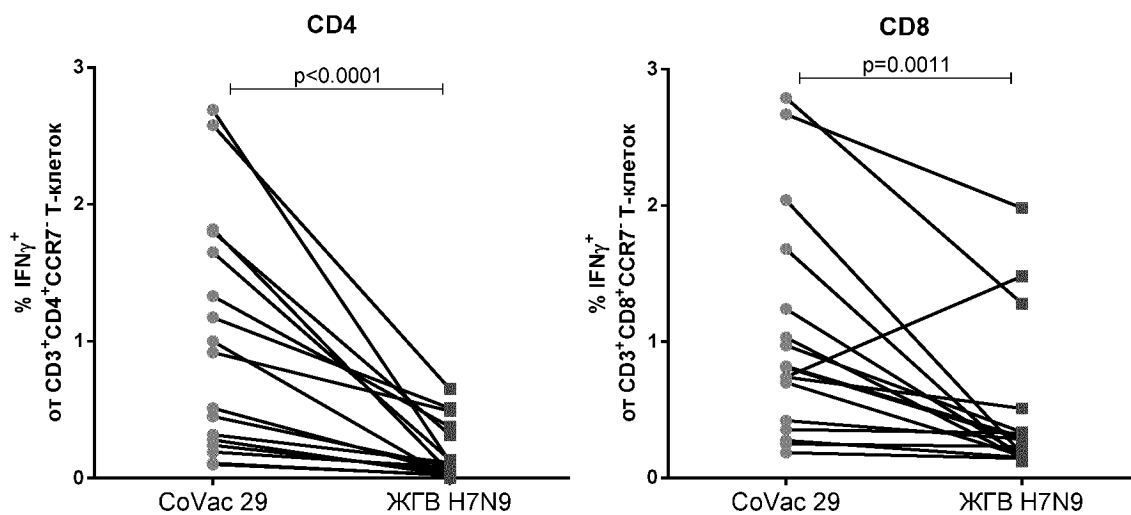 CD4
p<0.0001
3
2
1
0
% IFNγ⁺
от CD3⁺CD4⁺CCR7⁻ Т-клеток
CoVac 29
ЖГВ H7N9
CD8
p=0.0011
3
2
1
0
% IFNγ⁺
от CD3⁺CD8⁺CCR7⁻ Т-клеток
CoVac 29
ЖГВ H7N9